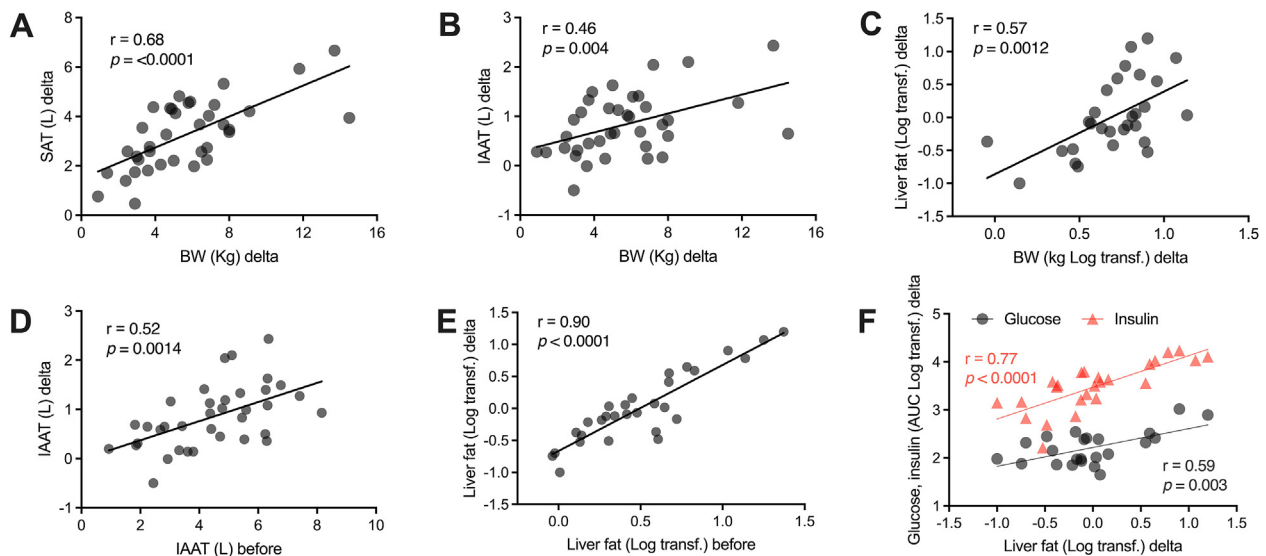 A
r = 0.68
p = <0.0001
SAT (L) delta
8
6
4
2
0
0 4 8 12 16
BW (Kg) delta
B
r = 0.46
p = 0.004
IAAT (L) delta
3
2
1
0
-1
0 4 8 12 16
BW (Kg) delta
C
r = 0.57
p = 0.0012
Liver fat (Log transf.) delta
1.5
1.0
0.5
0.0
-0.5
-1.0
-1.5
0.0 0.5 1.0 1.5
BW (kg Log transf.) delta
D
r = 0.52
p = 0.0014
IAAT (L) delta
3
2
1
0
-1
0 2 4 6 8 10
IAAT (L) before
E
r = 0.90
p < 0.0001
Liver fat (Log transf.) delta
1.5
1.0
0.5
0.0
-0.5
-1.0
-1.5
0.0 0.5 1.0 1.5
Liver fat (Log transf.) before
F
Glucose Insulin
r = 0.77
p < 0.0001
r = 0.59
p = 0.003
Glucose, insulin (AUC Log transf.) delta
5
4
3
2
1
-1.5 -1.0 -0.5 0.0 0.5 1.0 1.5
Liver fat (Log transf.) delta